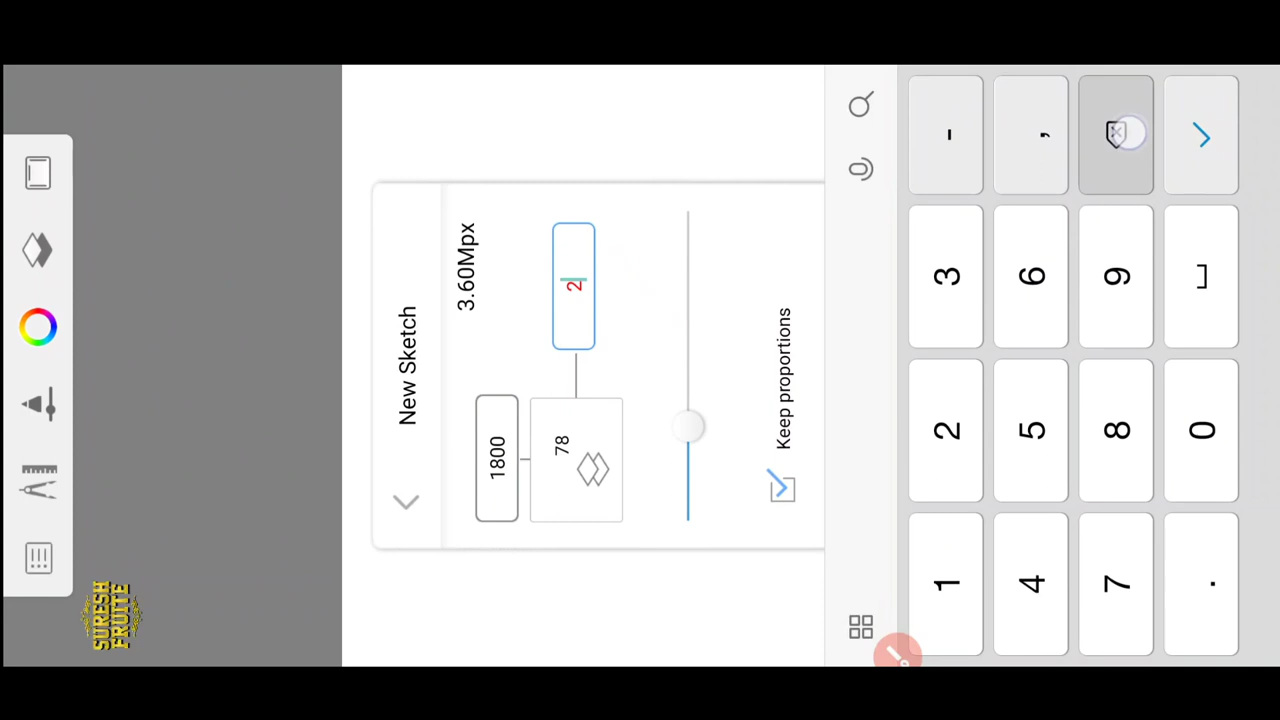 New Sketch
3.60Mpx
1800
78
2
Keep proportions
1 2 3 -
4 5 6 ,
7 8 9
. 0
SURESH
FRUITE